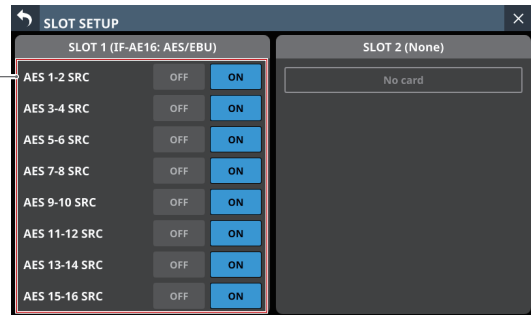 SLOT SETUP
SLOT 1 (IF-AE16: AES/EBU)
AES 1-2 SRC OFF ON
AES 3-4 SRC OFF ON
AES 5-6 SRC OFF ON
AES 7-8 SRC OFF ON
AES 9-10 SRC OFF ON
AES 11-12 SRC OFF ON
AES 13-14 SRC OFF ON
AES 15-16 SRC OFF ON
SLOT 2 (None)
No card